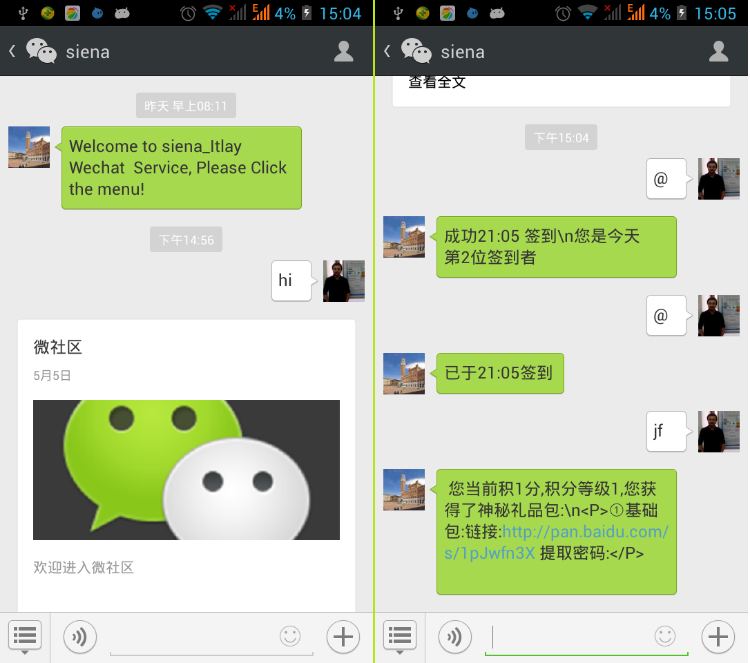 4% 15:04
siena
昨天 早上08:11
Welcome to siena_Itlay
Wechat  Service, Please Click
the menu!
下午14:56
hi
微社区
5月5日
欢迎进入微社区
4% 15:05
siena
查看全文
下午15:04
@
成功21:05 签到\n您是今天
第2位签到者
@
已于21:05签到
jf
您当前积1分,积分等级1,您获
得了神秘礼品包:\n<P>①基础
包:链接:http://pan.baidu.com/
s/1pJwfn3X 提取密码:</P>